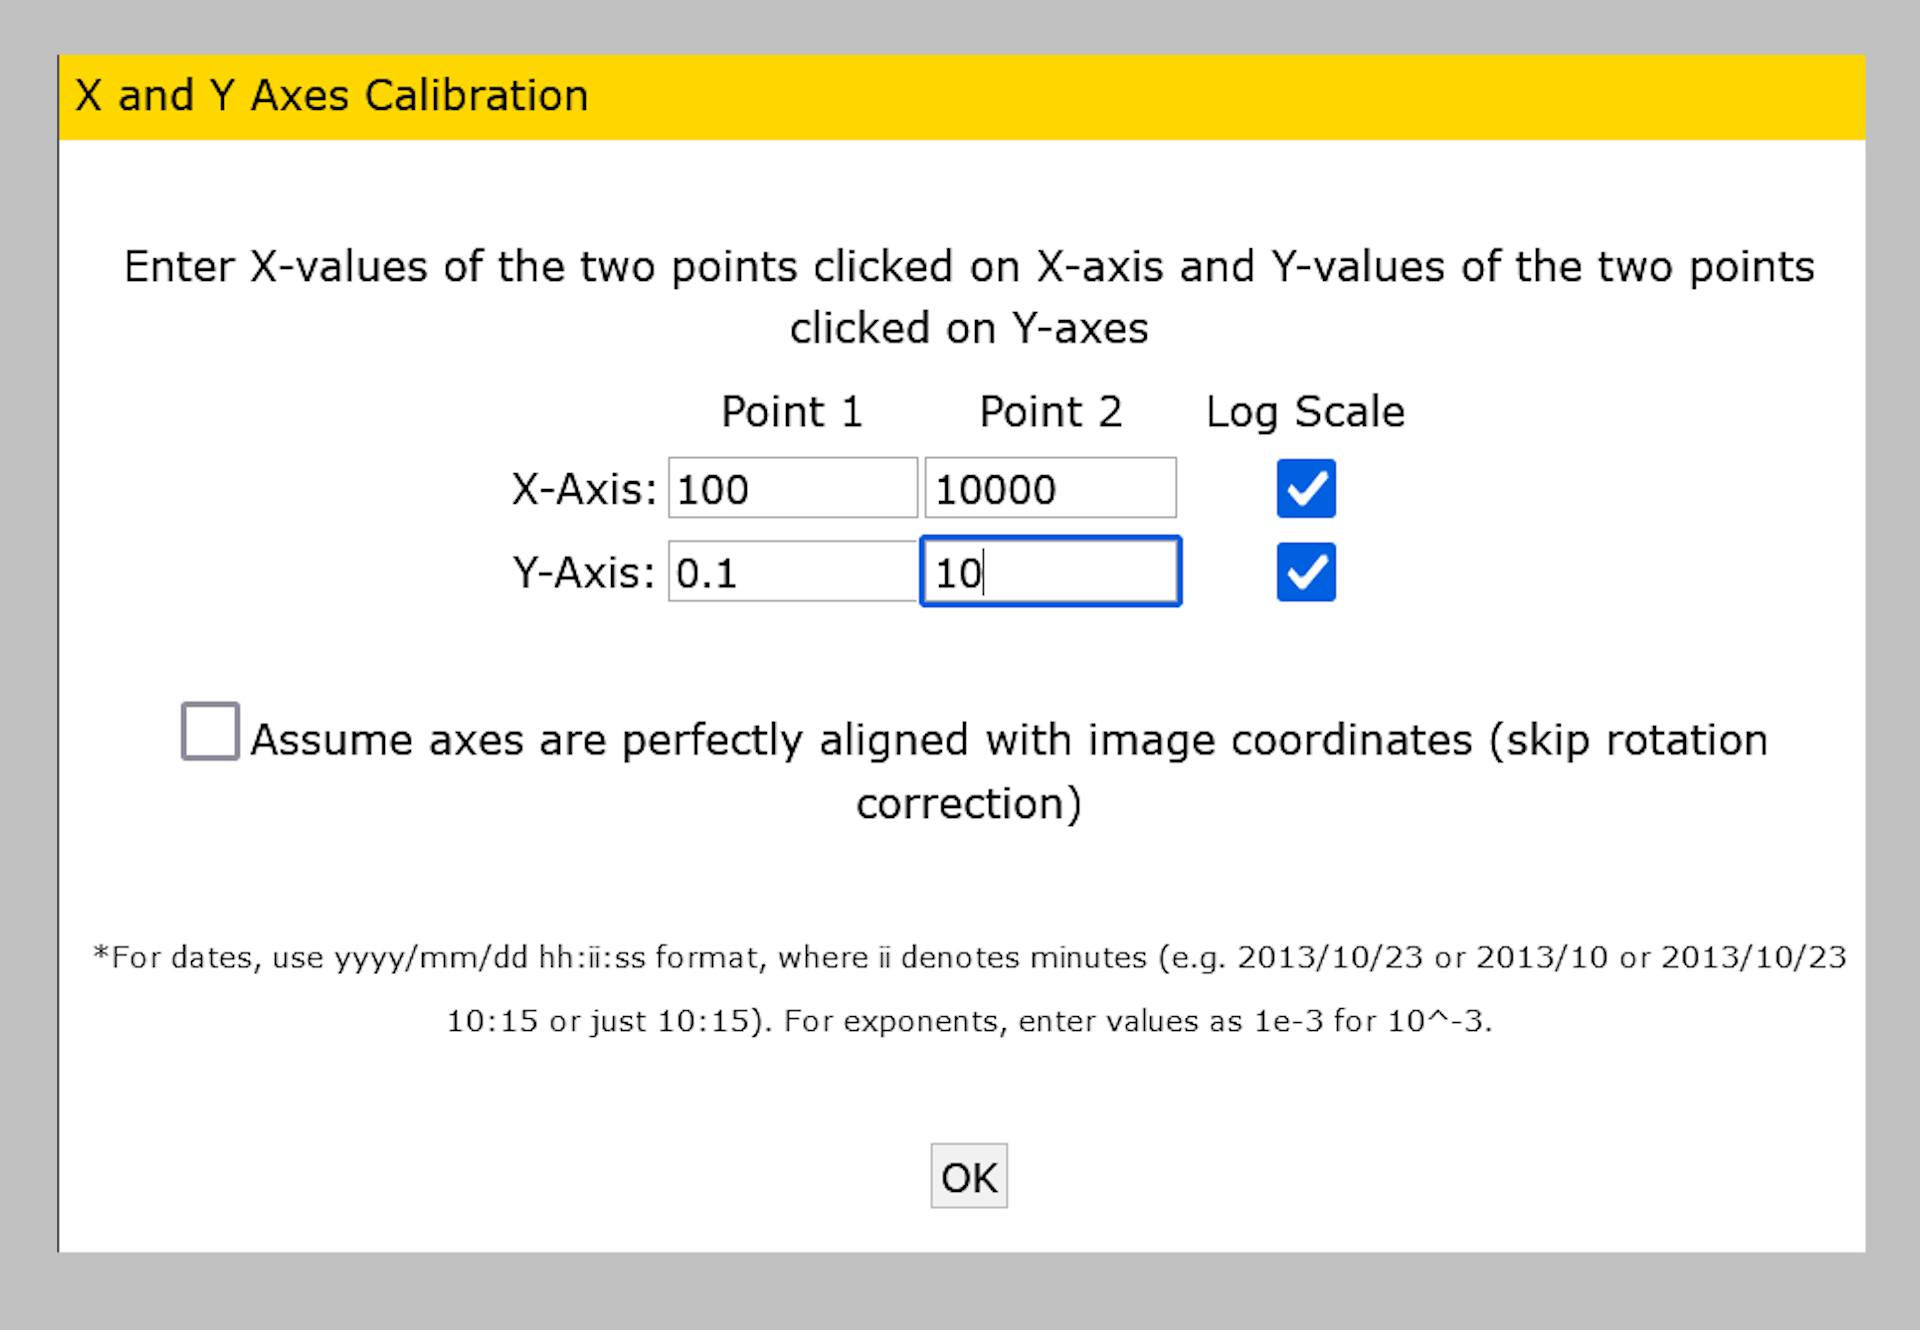 X and Y Axes Calibration
Enter X-values of the two points clicked on X-axis and Y-values of the two points
clicked on Y-axes
Point 1 Point 2 Log Scale
X-Axis: 100 10000
Y-Axis: 0.1 10
Assume axes are perfectly aligned with image coordinates (skip rotation
correction)
*For dates, use yyyy/mm/dd hh:ii:ss format, where ii denotes minutes (e.g. 2013/10/23 or 2013/10 or 2013/10/23
10:15 or just 10:15). For exponents, enter values as 1e-3 for 10^-3.
OK